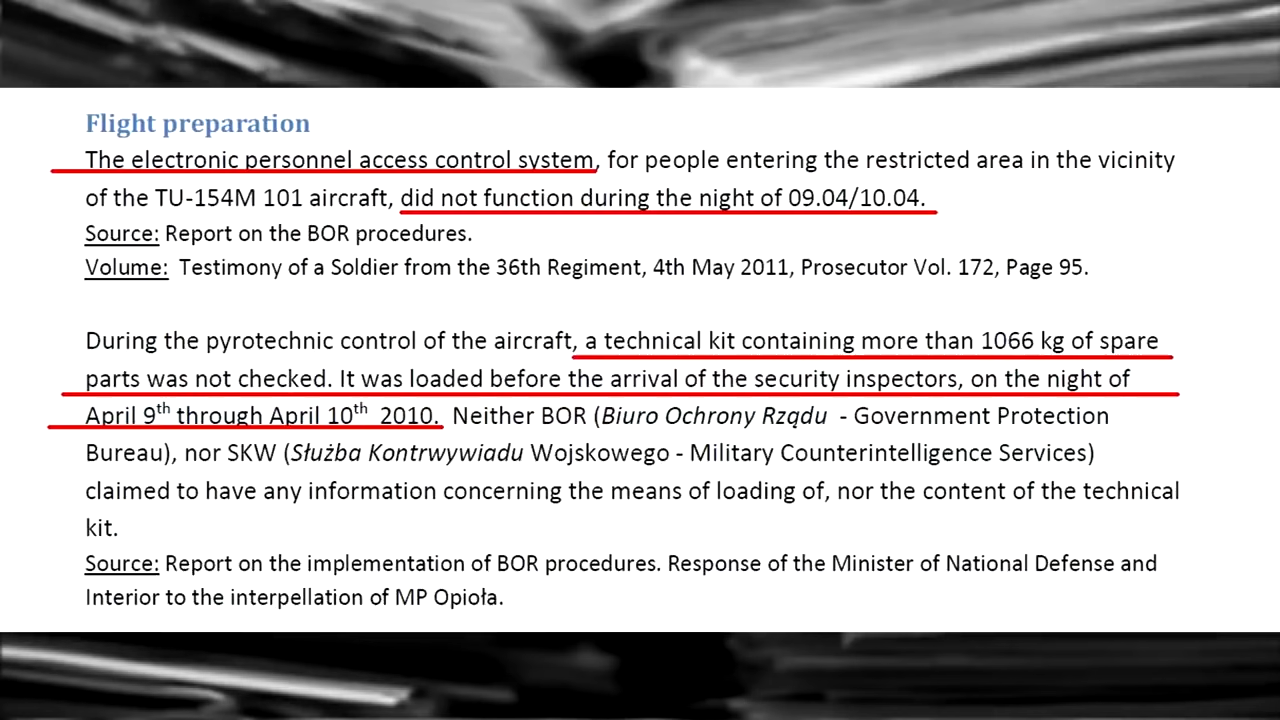 Flight preparation
The electronic personnel access control system, for people entering the restricted area in the vicinity
of the TU-154M 101 aircraft, did not function during the night of 09.04/10.04.
Source: Report on the BOR procedures.
Volume: Testimony of a Soldier from the 36th Regiment, 4th May 2011, Prosecutor Vol. 172, Page 95.
During the pyrotechnic control of the aircraft, a technical kit containing more than 1066 kg of spare
parts was not checked. It was loaded before the arrival of the security inspectors, on the night of
April 9th through April 10th 2010. Neither BOR (Biuro Ochrony Rządu - Government Protection
Bureau), nor SKW (Służba Kontrwywiadu Wojskowego - Military Counterintelligence Services)
claimed to have any information concerning the means of loading of, nor the content of the technical
kit.
Source: Report on the implementation of BOR procedures. Response of the Minister of National Defense and
Interior to the interpellation of MP Opioła.